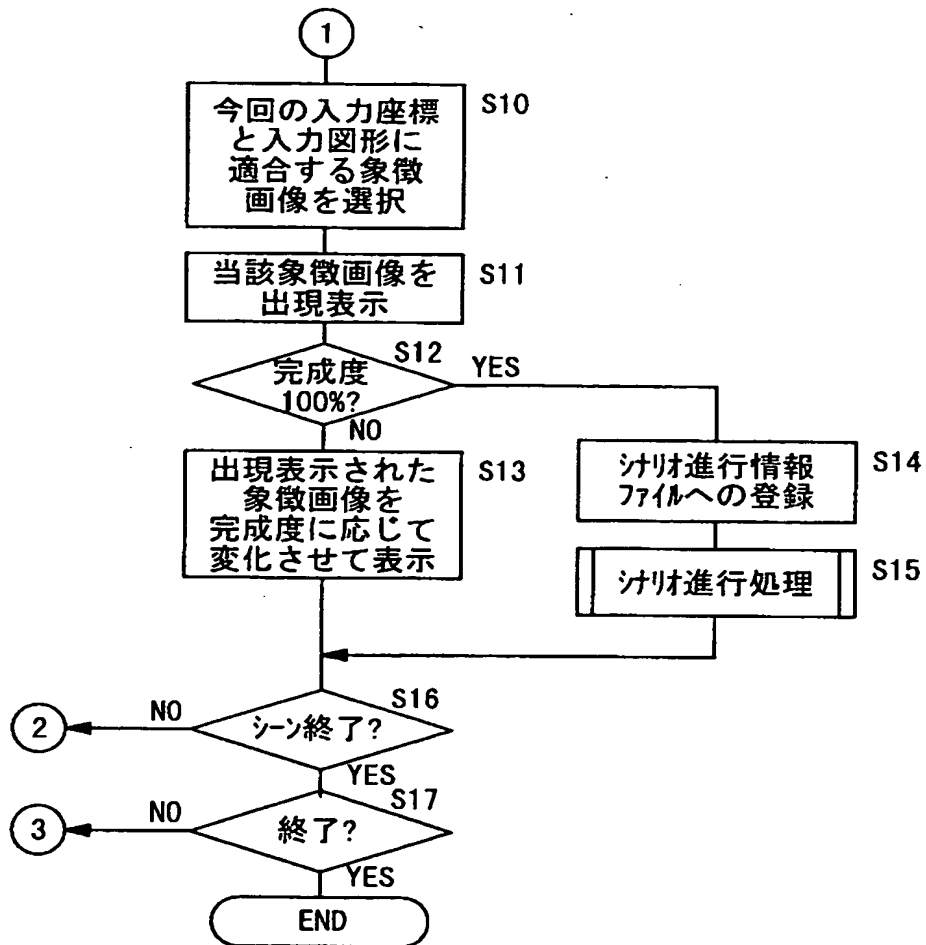 1
今回の入力座標
と入力図形に
適合する象徴
画像を選択
S10
当該象徴画像を
出現表示
S11
完成度
100%?
S12
YES
NO
出現表示された
象徴画像を
完成度に応じて
変化させて表示
S13
シナリオ進行情報
ファイルへの登録
S14
シナリオ進行処理
S15
シーン終了?
S16
NO
2
YES
終了?
S17
NO
3
YES
END